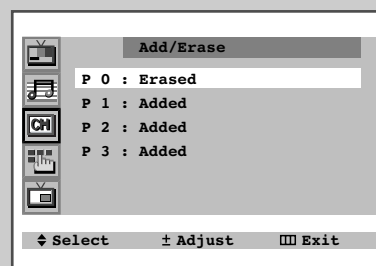 Add/Erase
P 0 : Erased
P 1 : Added
CH
P 2 : Added
P 3 : Added
Select ± Adjust Exit